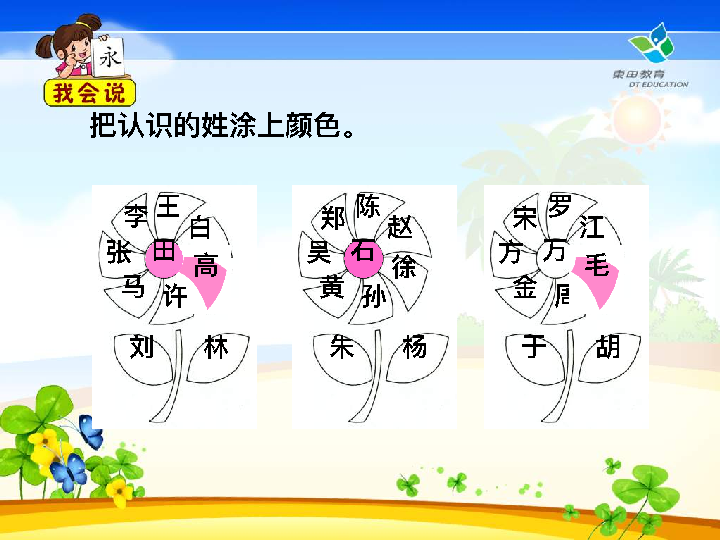 永
我会说
東田教育
DT EDUCATION
把认识的姓涂上颜色。
李 王 白 张 田 高 马 许
刘 林
郑 陈 赵 吴 石 徐 黄 孙
朱 杨
宋 罗 江 方 万 毛 金
于 胡